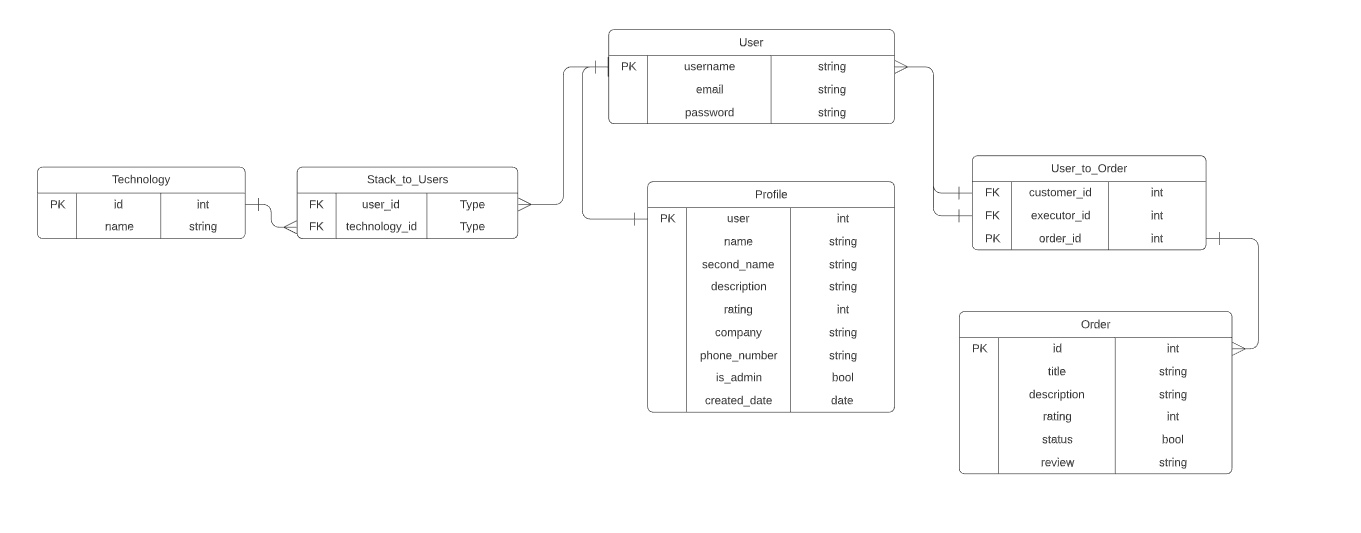 User
PK username string
email string
password string
Technology
PK id int
name string
Stack_to_Users
FK user_id Type
FK technology_id Type
Profile
PK user int
name string
second_name string
description string
rating int
company string
phone_number string
is_admin bool
created_date date
User_to_Order
FK customer_id int
FK executor_id int
PK order_id int
Order
PK id int
title string
description string
rating int
status bool
review string